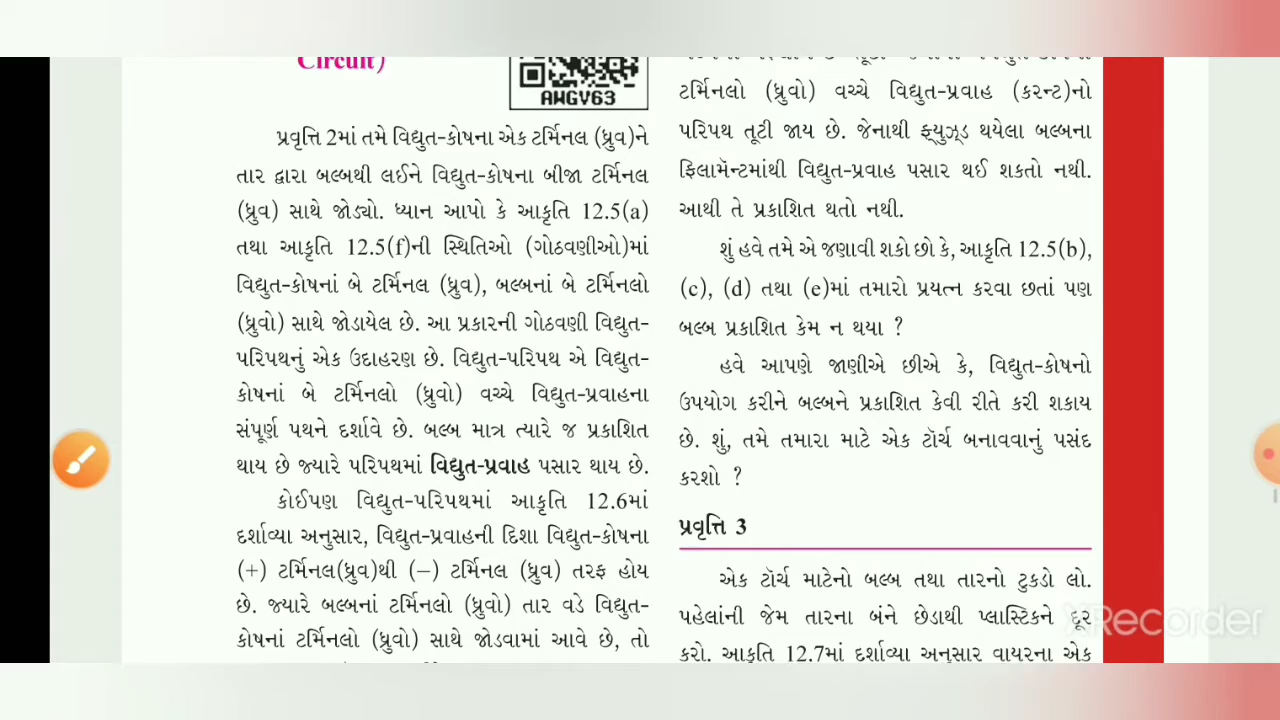 Circuit)
AWGV63
પ્રવૃત્તિ 2માં તમે વિદ્યુત-કોષના એક ટર્મિનલ (ધ્રુવ)ને
તાર દ્વારા બલ્બથી લઈને વિદ્યુત-કોષના બીજા ટર્મિનલ
(ધ્રુવ) સાથે જોડ્યો. ધ્યાન આપો કે આકૃતિ 12.5(a)
તથા આકૃતિ 12.5(f)ની સ્થિતિઓ (ગોઠવણીઓ)માં
વિદ્યુત-કોષનાં બે ટર્મિનલ (ધ્રુવ), બલ્બનાં બે ટર્મિનલો
(ધ્રુવો) સાથે જોડાયેલ છે. આ પ્રકારની ગોઠવણી વિદ્યુત-
પરિપથનું એક ઉદાહરણ છે. વિદ્યુત-પરિપથ એ વિદ્યુત-
કોષનાં બે ટર્મિનલો (ધ્રુવો) વચ્ચે વિદ્યુત-પ્રવાહના
સંપૂર્ણ પથને દર્શાવે છે. બલ્બ માત્ર ત્યારે જ પ્રકાશિત
થાય છે જ્યારે પરિપથમાં વિદ્યુત-પ્રવાહ પસાર થાય છે.
કોઈપણ વિદ્યુત-પરિપથમાં આકૃતિ 12.6માં
દર્શાવ્યા અનુસાર, વિદ્યુત-પ્રવાહની દિશા વિદ્યુત-કોષના
(+) ટર્મિનલ(ધ્રુવ)થી (–) ટર્મિનલ (ધ્રુવ) તરફ હોય
છે. જ્યારે બલ્બનાં ટર્મિનલો (ધ્રુવો) તાર વડે વિદ્યુત-
કોષનાં ટર્મિનલો (ધ્રુવો) સાથે જોડવામાં આવે છે, તો
ટર્મિનલો (ધ્રુવો) વચ્ચે વિદ્યુત-પ્રવાહ (કરન્ટ)નો
પરિપથ તૂટી જાય છે. જેનાથી ફ્યુઝ્ડ થયેલા બલ્બના
ફિલામૅન્ટમાંથી વિદ્યુત-પ્રવાહ પસાર થઈ શકતો નથી.
આથી તે પ્રકાશિત થતો નથી.
શું હવે તમે એ જણાવી શકો છો કે, આકૃતિ 12.5(b),
(c), (d) તથા (e)માં તમારો પ્રયત્ન કરવા છતાં પણ
બલ્બ પ્રકાશિત કેમ ન થયા ?
હવે આપણે જાણીએ છીએ કે, વિદ્યુત-કોષનો
ઉપયોગ કરીને બલ્બને પ્રકાશિત કેવી રીતે કરી શકાય
છે. શું, તમે તમારા માટે એક ટૉર્ચ બનાવવાનું પસંદ
કરશો ?
પ્રવૃત્તિ 3
એક ટૉર્ચ માટેનો બલ્બ તથા તારનો ટુકડો લો.
પહેલાંની જેમ તારના બંને છેડાથી પ્લાસ્ટિકને દૂર
કરો. આકૃતિ 12.7માં દર્શાવ્યા અનુસાર વાયરના એક
XRecorder